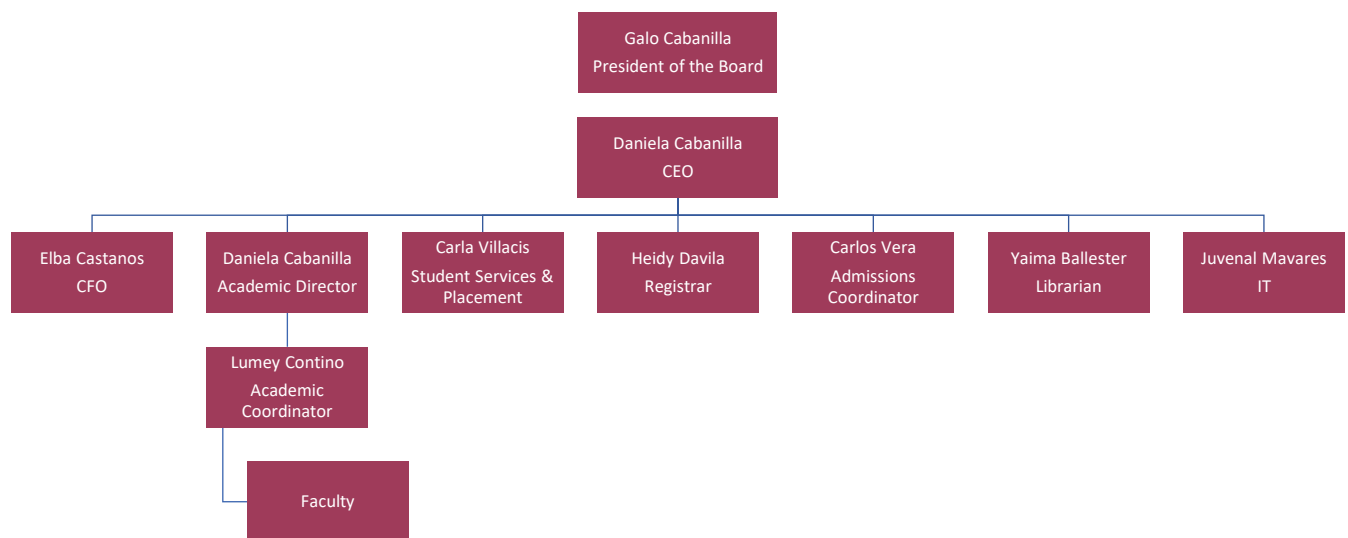 Galo Cabanilla
President of the Board
Daniela Cabanilla
CEO
Elba Castanos
CFO
Daniela Cabanilla
Academic Director
Carla Villacis
Student Services &
Placement
Heidy Davila
Registrar
Carlos Vera
Admissions
Coordinator
Yaima Ballester
Librarian
Juvenal Mavares
IT
Lumey Contino
Academic
Coordinator
Faculty